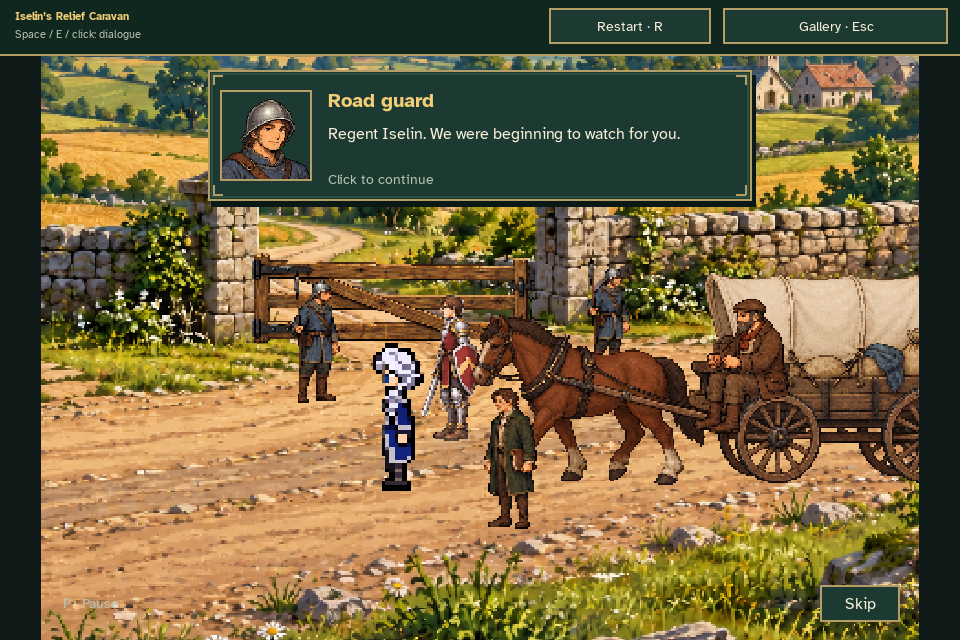 Iselin's Relief Caravan
Space / E / click: dialogue
Restart · R
Gallery · Esc
Road guard
Regent Iselin. We were beginning to watch for you.
Click to continue
P / Pause
Skip